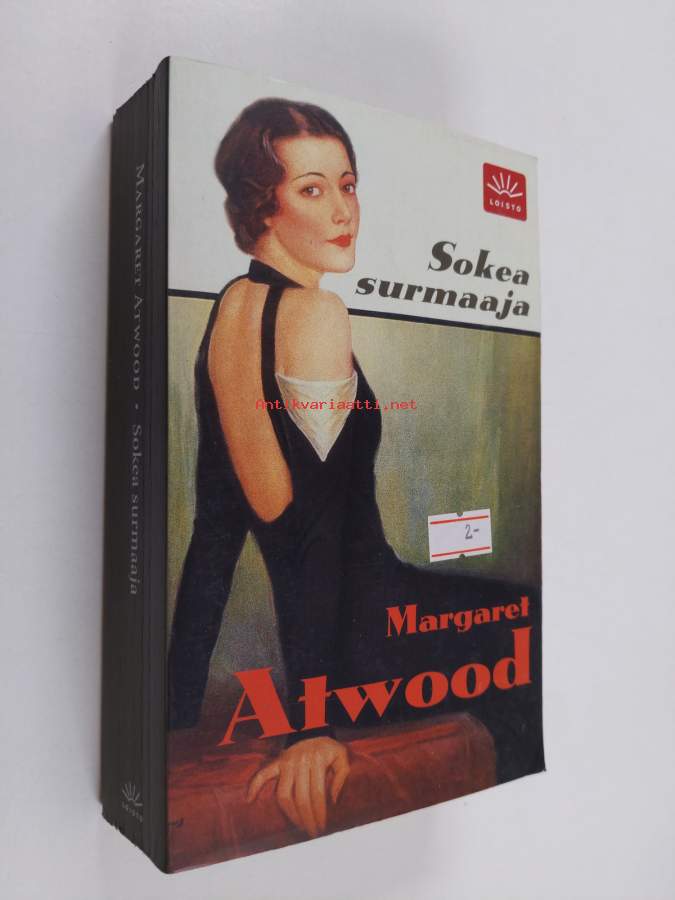 LOISTO
Sokea
surmaaja
Antikvariaatti.net
2-
Margaret
Atwood
MARGARET ATWOOD • Sokea surmaaja
LOISTO